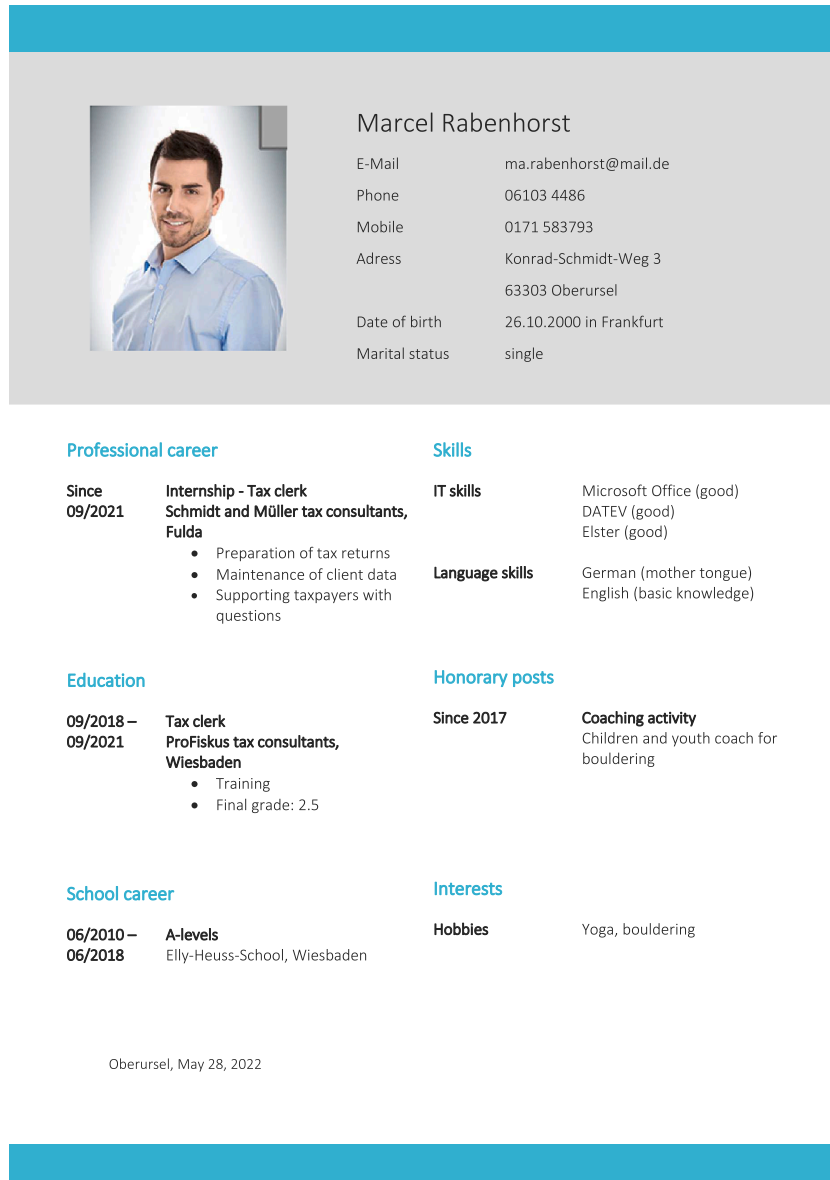 Marcel Rabenhorst
E-Mail ma.rabenhorst@mail.de
Phone 06103 4486
Mobile 0171 583793
Adress Konrad-Schmidt-Weg 3
63303 Oberursel
Date of birth 26.10.2000 in Frankfurt
Marital status single
Professional career
Since 09/2021
Internship - Tax clerk
Schmidt and Müller tax consultants,
Fulda
• Preparation of tax returns
• Maintenance of client data
• Supporting taxpayers with
questions
Education
09/2018 –
09/2021
Tax clerk
ProFiskus tax consultants,
Wiesbaden
• Training
• Final grade: 2.5
School career
06/2010 –
06/2018
A-levels
Elly-Heuss-School, Wiesbaden
Skills
IT skills Microsoft Office (good)
DATEV (good)
Elster (good)
Language skills German (mother tongue)
English (basic knowledge)
Honorary posts
Since 2017 Coaching activity
Children and youth coach for
bouldering
Interests
Hobbies Yoga, bouldering
Oberursel, May 28, 2022